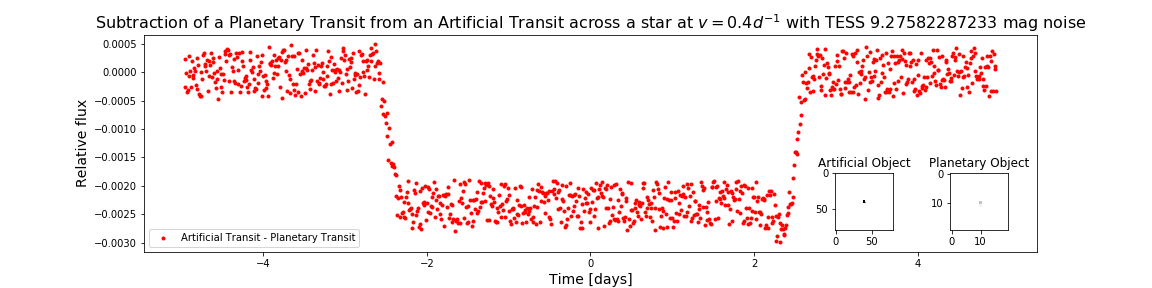 Subtraction of a Planetary Transit from an Artificial Transit across a star at v = 0.4d⁻¹ with TESS 9.27582287233 mag noise
Relative flux
0.0005
0.0000
−0.0005
−0.0010
−0.0015
−0.0020
−0.0025
−0.0030
Artificial Object
0
50
0 50
Planetary Object
0
10
0 10
Artificial Transit - Planetary Transit
−4 −2 0 2 4
Time [days]